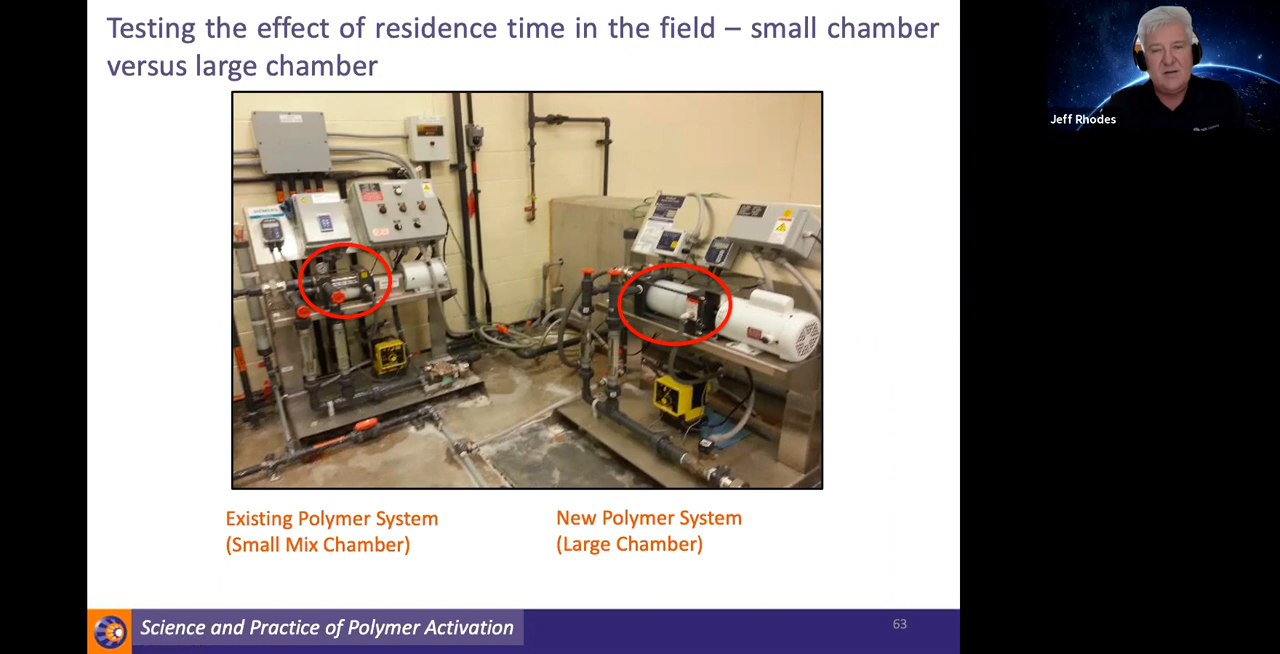 Testing the effect of residence time in the field – small chamber
versus large chamber
Jeff Rhodes
Existing Polymer System
(Small Mix Chamber)
New Polymer System
(Large Chamber)
Science and Practice of Polymer Activation
63